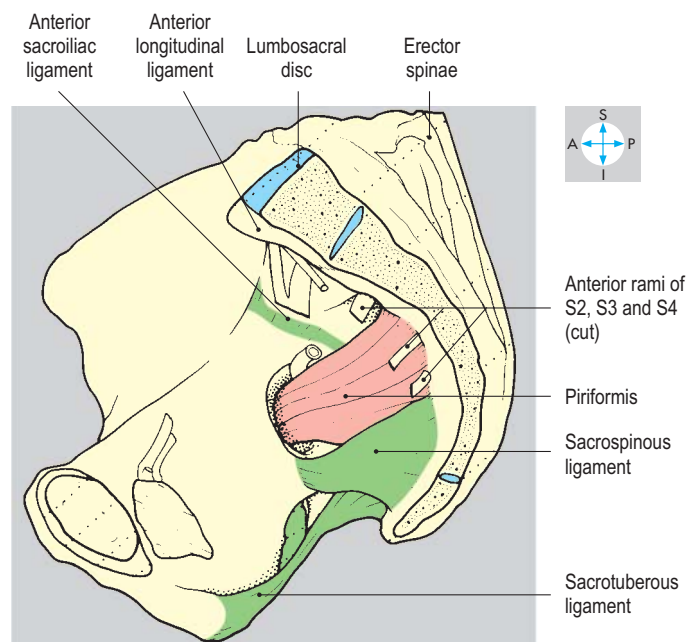 Anterior
sacroiliac
ligament
Anterior
longitudinal
ligament
Lumbosacral
disc
Erector
spinae
S
A P
I
Anterior rami of
S2, S3 and S4
(cut)
Piriformis
Sacrospinous
ligament
Sacrotuberous
ligament